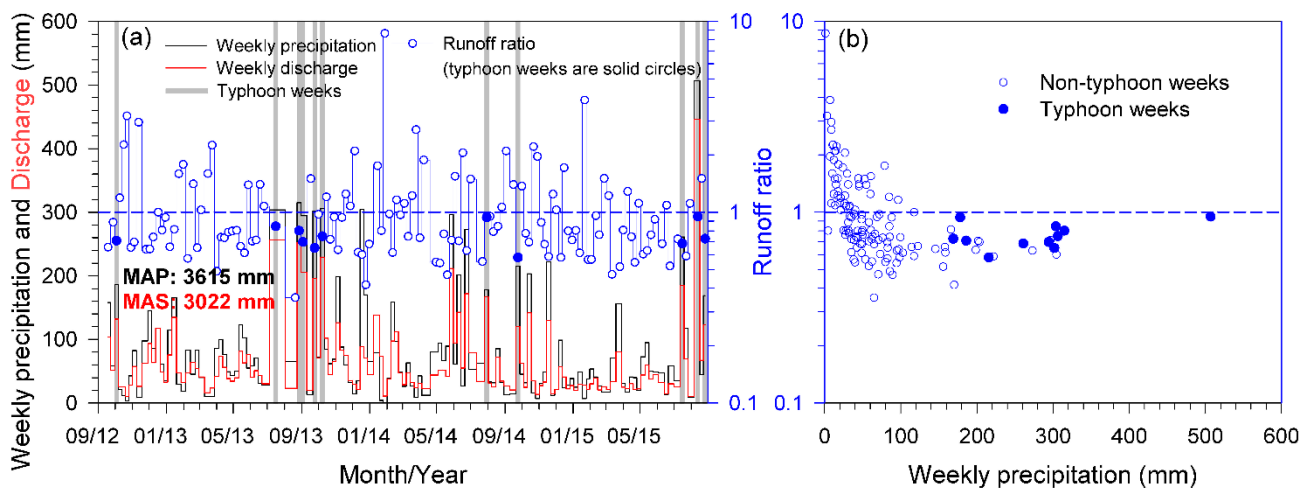 (a)
Weekly precipitation
Weekly discharge
Typhoon weeks
Runoff ratio
(typhoon weeks are solid circles)
MAP: 3615 mm
MAS: 3022 mm
Weekly precipitation and Discharge (mm)
600
500
400
300
200
100
0
09/12 01/13 05/13 09/13 01/14 05/14 09/14 01/15 05/15
Month/Year
10
1
0.1
Runoff ratio
(b)
Non-typhoon weeks
Typhoon weeks
10
1
0.1
0 100 200 300 400 500 600
Weekly precipitation (mm)